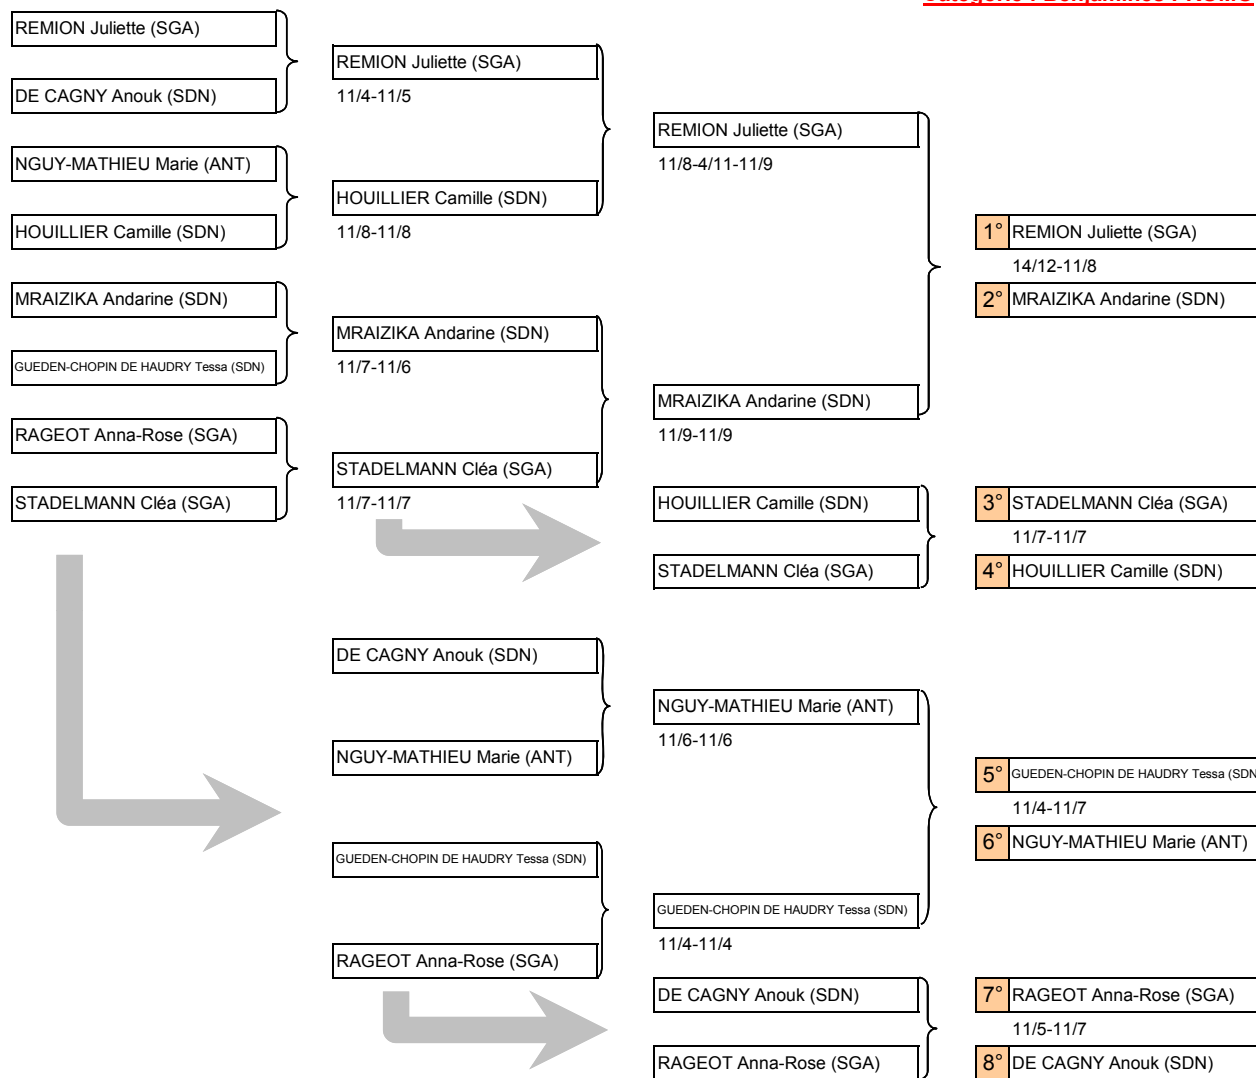 REMION Juliette (SGA)
DE CAGNY Anouk (SDN)
NGUY-MATHIEU Marie (ANT)
HOUILLIER Camille (SDN)
MRAIZIKA Andarine (SDN)
GUEDEN-CHOPIN DE HAUDRY Tessa (SDN)
RAGEOT Anna-Rose (SGA)
STADELMANN Cléa (SGA)
REMION Juliette (SGA)
11/4-11/5
HOUILLIER Camille (SDN)
11/8-11/8
MRAIZIKA Andarine (SDN)
11/7-11/6
STADELMANN Cléa (SGA)
11/7-11/7
DE CAGNY Anouk (SDN)
NGUY-MATHIEU Marie (ANT)
GUEDEN-CHOPIN DE HAUDRY Tessa (SDN)
RAGEOT Anna-Rose (SGA)
REMION Juliette (SGA)
11/8-4/11-11/9
MRAIZIKA Andarine (SDN)
11/9-11/9
HOUILLIER Camille (SDN)
STADELMANN Cléa (SGA)
NGUY-MATHIEU Marie (ANT)
11/6-11/6
GUEDEN-CHOPIN DE HAUDRY Tessa (SDN)
11/4-11/4
DE CAGNY Anouk (SDN)
RAGEOT Anna-Rose (SGA)
1° REMION Juliette (SGA)
14/12-11/8
2° MRAIZIKA Andarine (SDN)
3° STADELMANN Cléa (SGA)
11/7-11/7
4° HOUILLIER Camille (SDN)
5° GUEDEN-CHOPIN DE HAUDRY Tessa (SDN
11/4-11/7
6° NGUY-MATHIEU Marie (ANT)
7° RAGEOT Anna-Rose (SGA)
11/5-11/7
8° DE CAGNY Anouk (SDN)